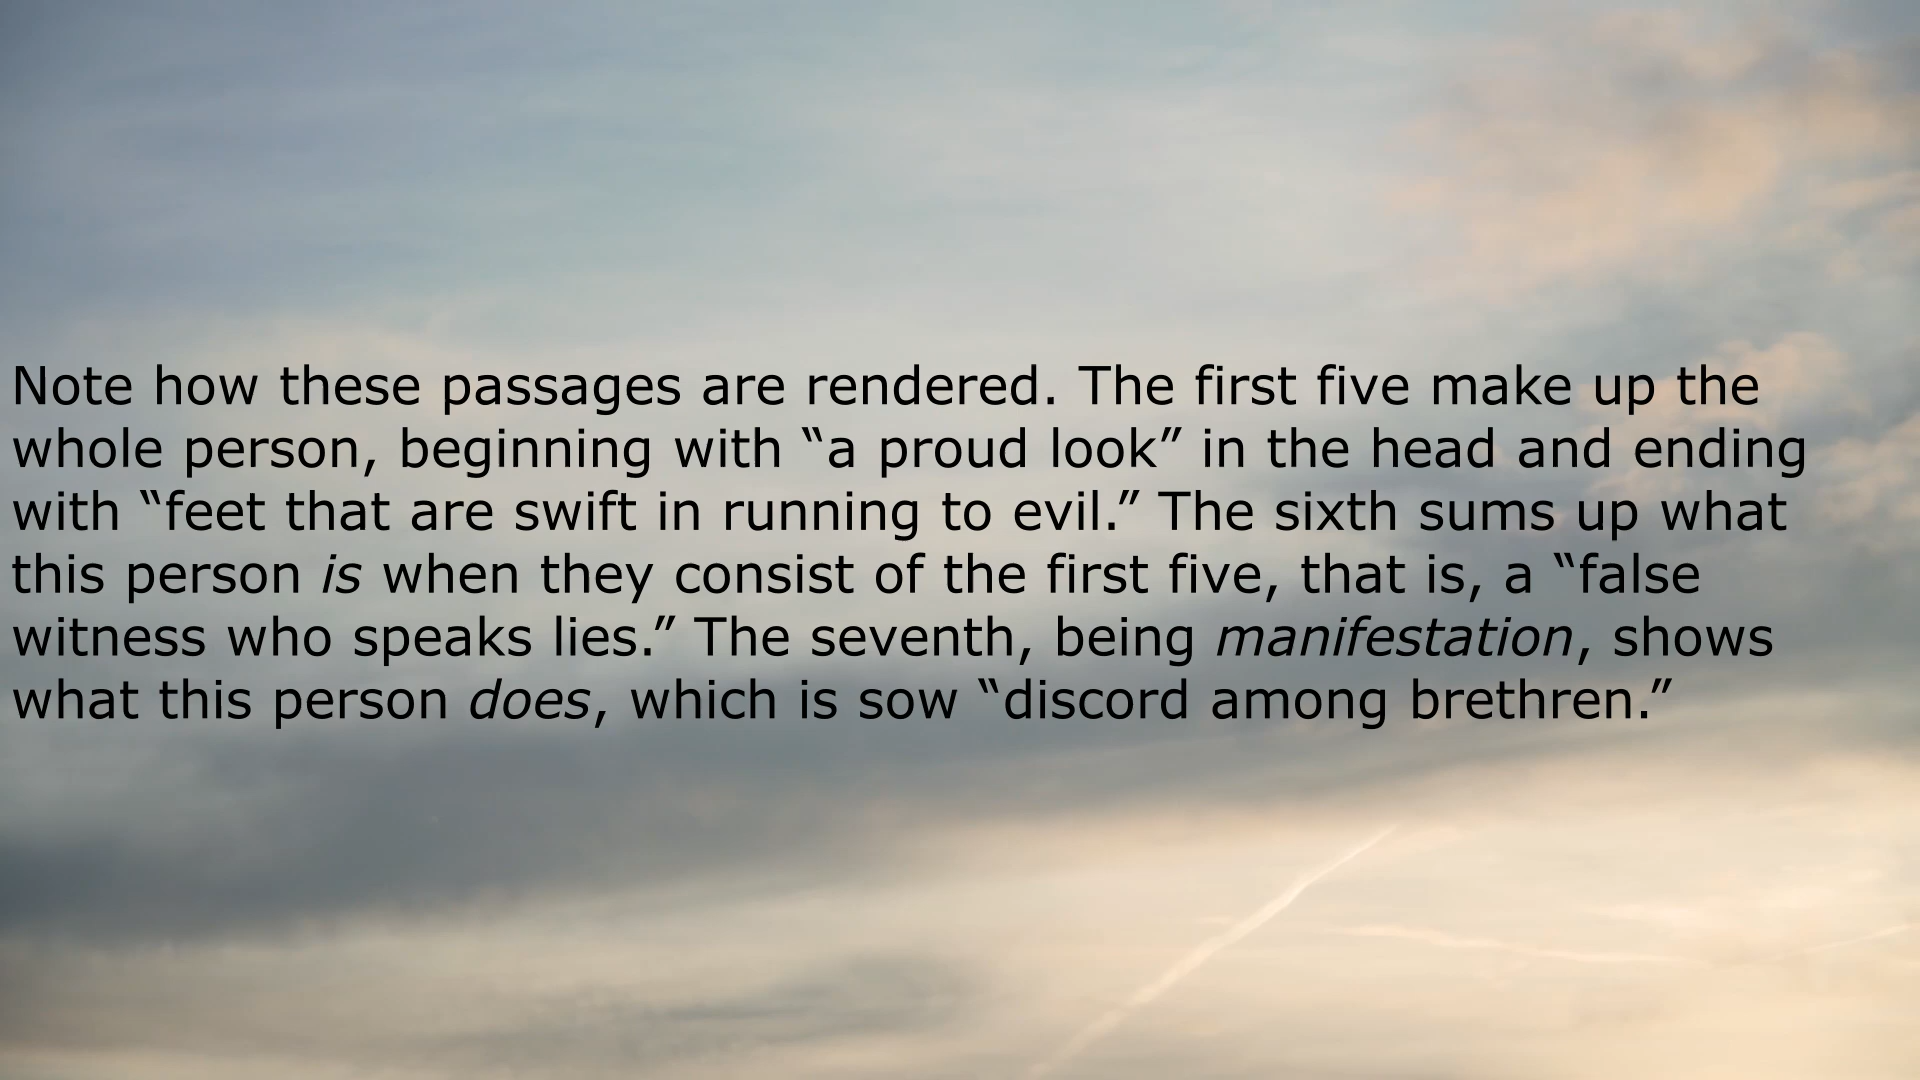 Note how these passages are rendered. The first five make up the
whole person, beginning with “a proud look” in the head and ending
with “feet that are swift in running to evil.” The sixth sums up what
this person is when they consist of the first five, that is, a “false
witness who speaks lies.” The seventh, being manifestation, shows
what this person does, which is sow “discord among brethren.”